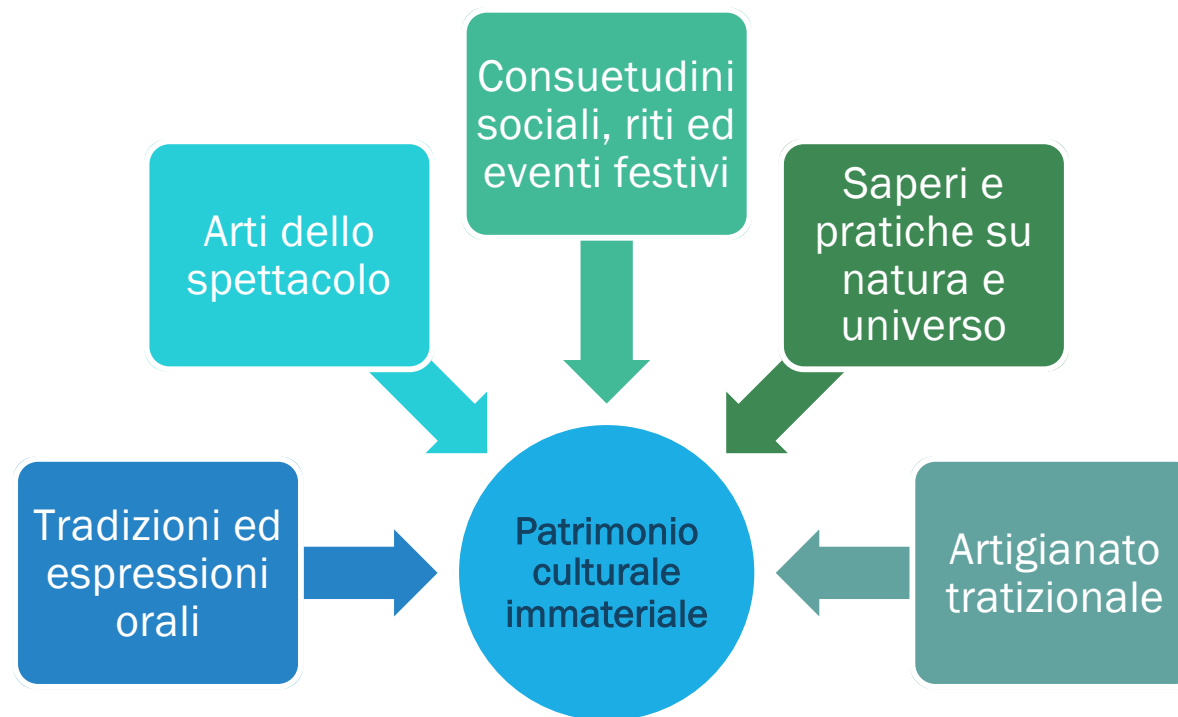 Consuetudini
sociali, riti ed
eventi festivi
Arti dello
spettacolo
Saperi e
pratiche su
natura e
universo
Tradizioni ed
espressioni
orali
Patrimonio
culturale
immateriale
Artigianato
tratizionale